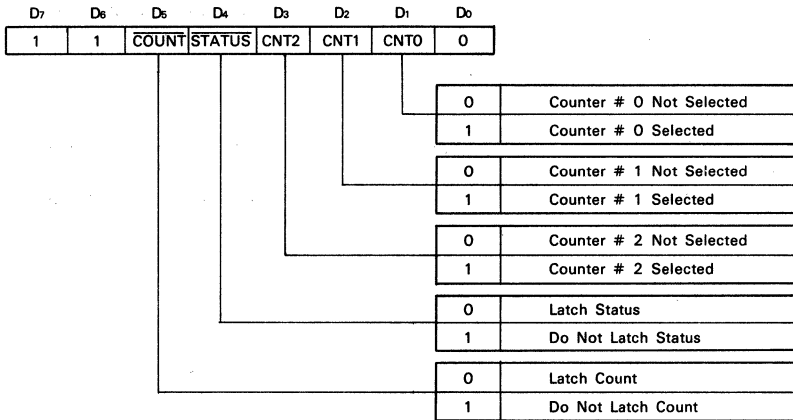 D7 D6 D5 D4 D3 D2 D1 D0
1 1 COUNT STATUS CNT2 CNT1 CNT0 0
0 Counter # 0 Not Selected
1 Counter # 0 Selected
0 Counter # 1 Not Selected
1 Counter # 1 Selected
0 Counter # 2 Not Selected
1 Counter # 2 Selected
0 Latch Status
1 Do Not Latch Status
0 Latch Count
1 Do Not Latch Count